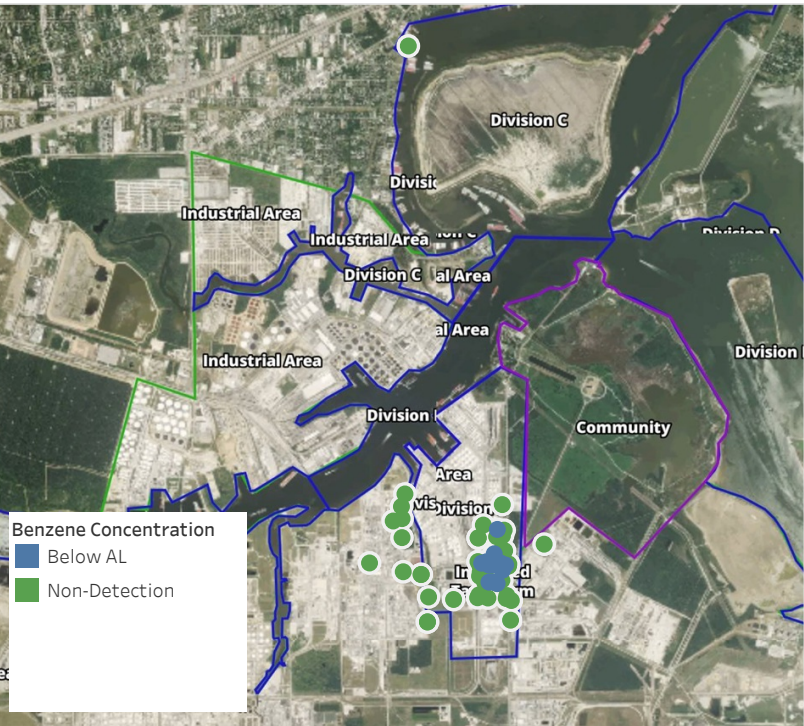 Division C
Industrial Area
Industrial Area
Division C
al Area
al Area
Industrial Area
Division
Division
Community
Area
Division
Benzene Concentration
Below AL
Non-Detection